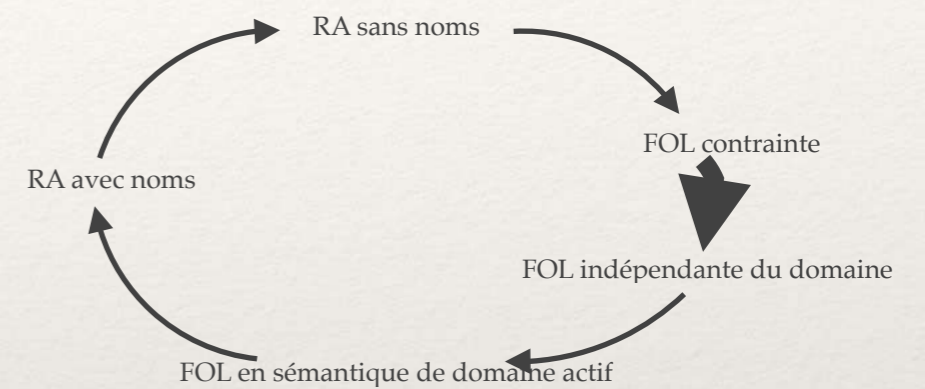 RA sans noms
FOL contrainte
RA avec noms
FOL indépendante du domaine
FOL en sémantique de domaine actif